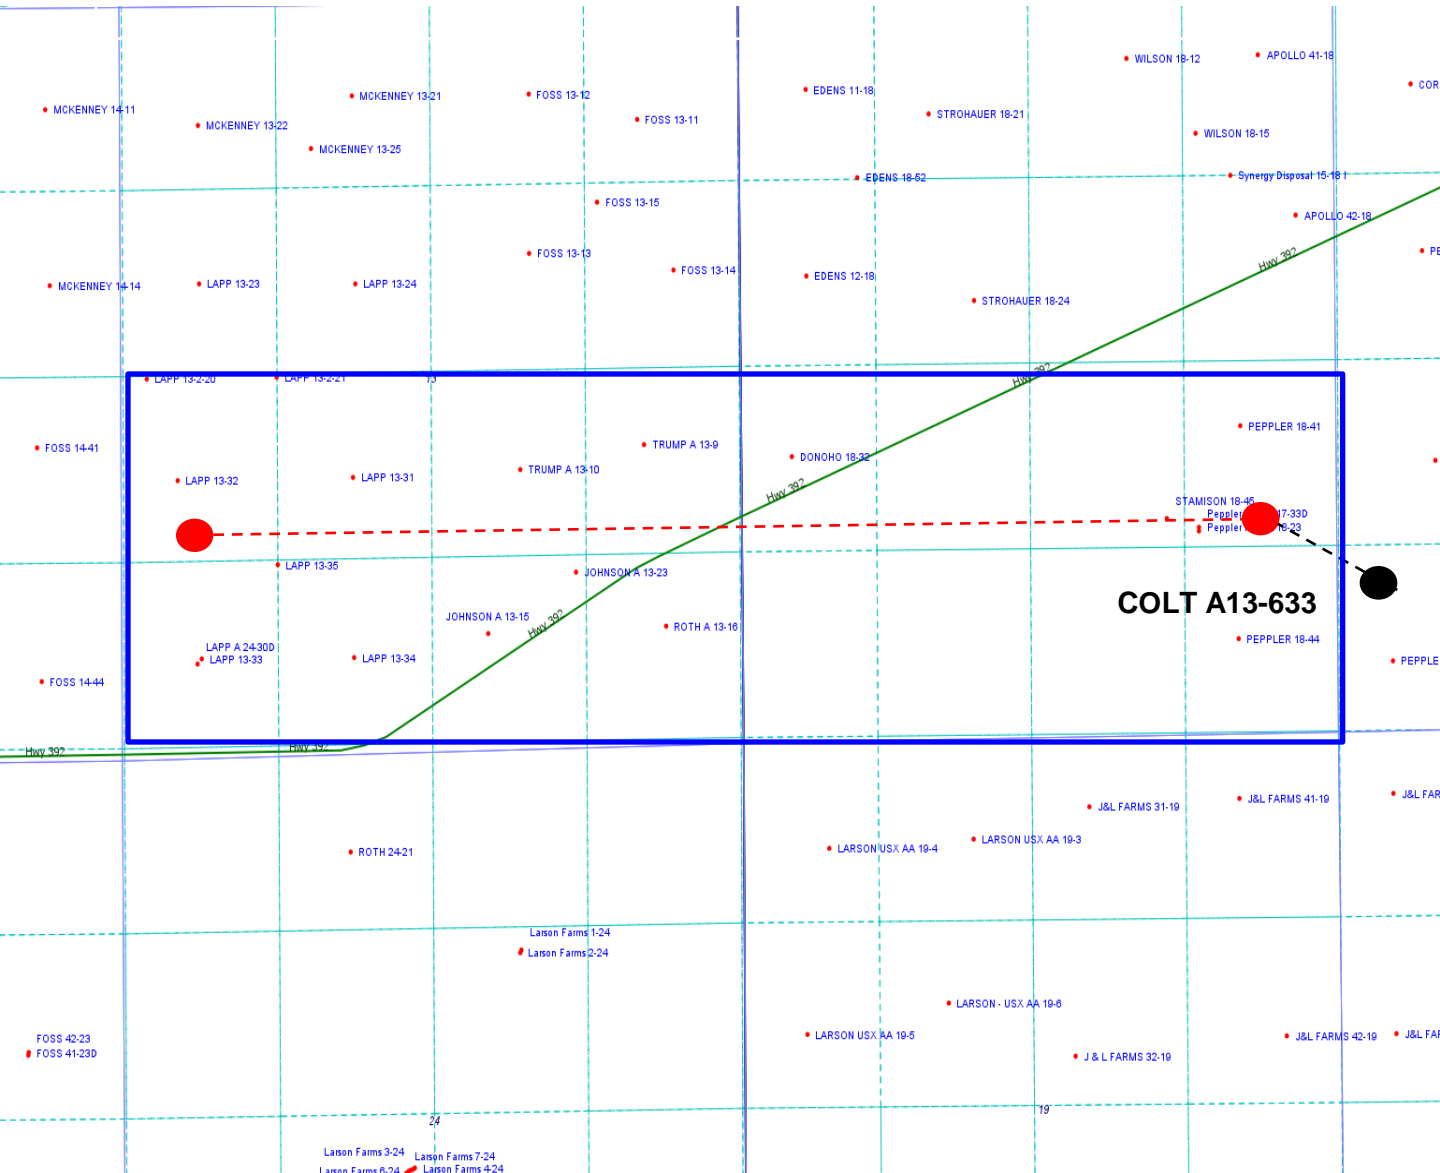 WILSON 18-12
APOLLO 41-18
COR
MCKENNEY 14-11
MCKENNEY 13-21
FOSS 13-12
EDENS 11-18
STROHAUER 18-21
MCKENNEY 13-22
FOSS 13-11
WILSON 18-15
MCKENNEY 13-25
EDENS 18-52
Synergy Disposal 15-18 I
FOSS 13-15
APOLLO 42-18
FOSS 13-13
Hwy 392
PE
MCKENNEY 14-14
LAPP 13-23
LAPP 13-24
FOSS 13-14
EDENS 12-18
STROHAUER 18-24
LAPP 13-2-20
LAPP 13-2-21
13
Hwy 392
FOSS 14-41
TRUMP A 13-9
PEPPLER 18-41
LAPP 13-32
LAPP 13-31
TRUMP A 13-10
DONOHO 18-32
Hwy 392
STAMISON 18-45
Peppler 17-33D
Peppler 18-23
LAPP 13-35
JOHNSON A 13-23
COLT A13-633
JOHNSON A 13-15
Hwy 392
ROTH A 13-16
PEPPLER 18-44
LAPP A 24-30D
LAPP 13-33
LAPP 13-34
PEPPLE
FOSS 14-44
Hwy 392
Hwy 392
J&L FARMS 31-19
J&L FARMS 41-19
J&L FAR
ROTH 24-21
LARSON USX AA 19-4
LARSON USX AA 19-3
Larson Farms 1-24
Larson Farms 2-24
LARSON - USX AA 19-6
FOSS 42-23
FOSS 41-23D
LARSON USX AA 19-5
J & L FARMS 32-19
J&L FARMS 42-19
J&L FAR
24
19
Larson Farms 3-24
Larson Farms 7-24
Larson Farms 6-24
Larson Farms 4-24